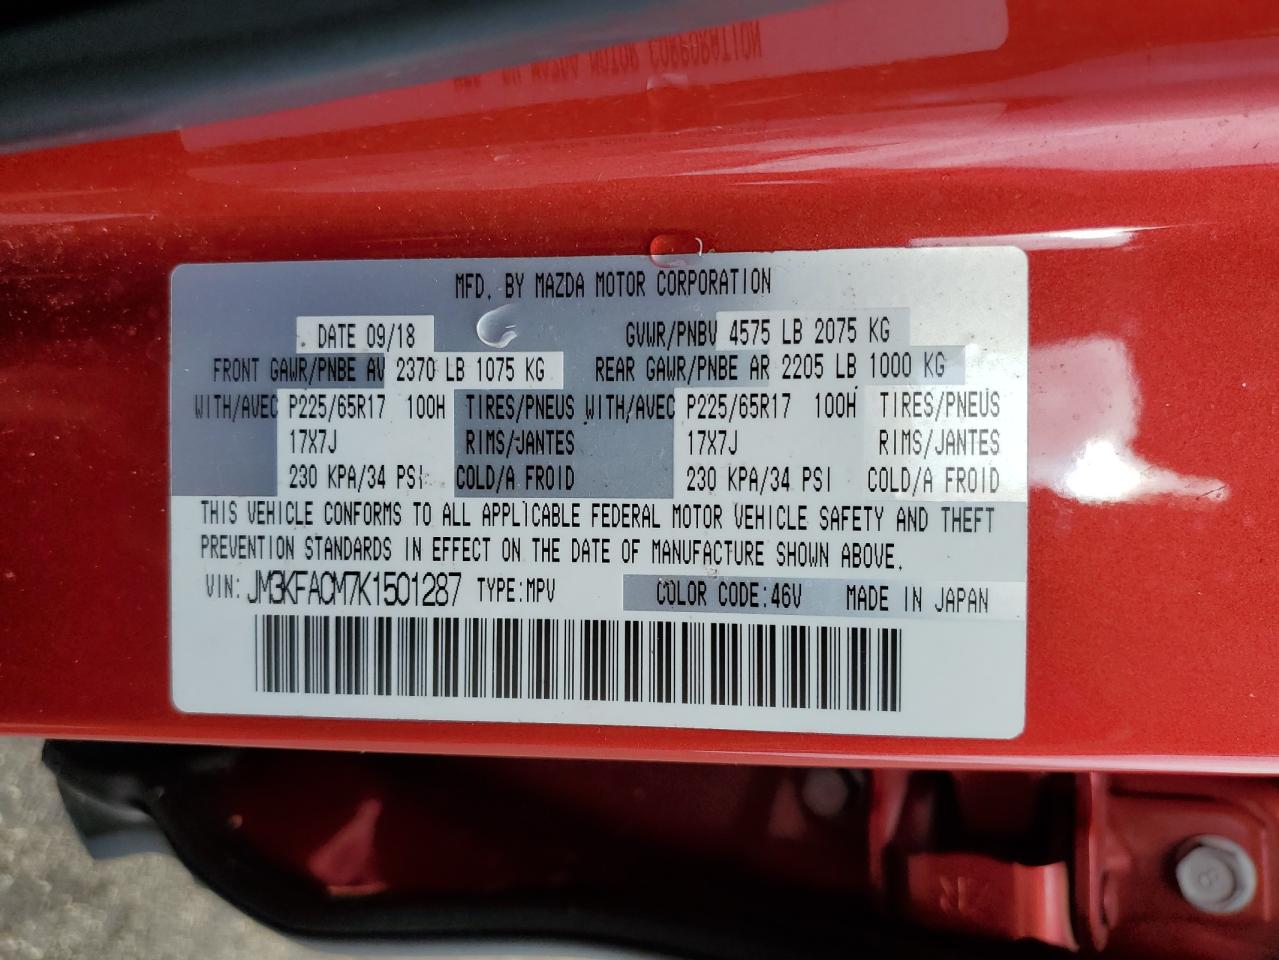 MFD. BY MAZDA MOTOR CORPORATION
DATE 09/18 GVWR/PNBV 4575 LB 2075 KG
FRONT GAWR/PNBE AV 2370 LB 1075 KG REAR GAWR/PNBE AR 2205 LB 1000 KG
WITH/AVEC P225/65R17 100H TIRES/PNEUS WITH/AVEC P225/65R17 100H TIRES/PNEUS
17X7J RIMS/JANTES 17X7J RIMS/JANTES
230 KPA/34 PSI COLD/A FROID 230 KPA/34 PSI COLD/A FROID
THIS VEHICLE CONFORMS TO ALL APPLICABLE FEDERAL MOTOR VEHICLE SAFETY AND THEFT
PREVENTION STANDARDS IN EFFECT ON THE DATE OF MANUFACTURE SHOWN ABOVE.
VIN: JM3KFACM7K1501287 TYPE:MPV COLOR CODE:46V MADE IN JAPAN
8